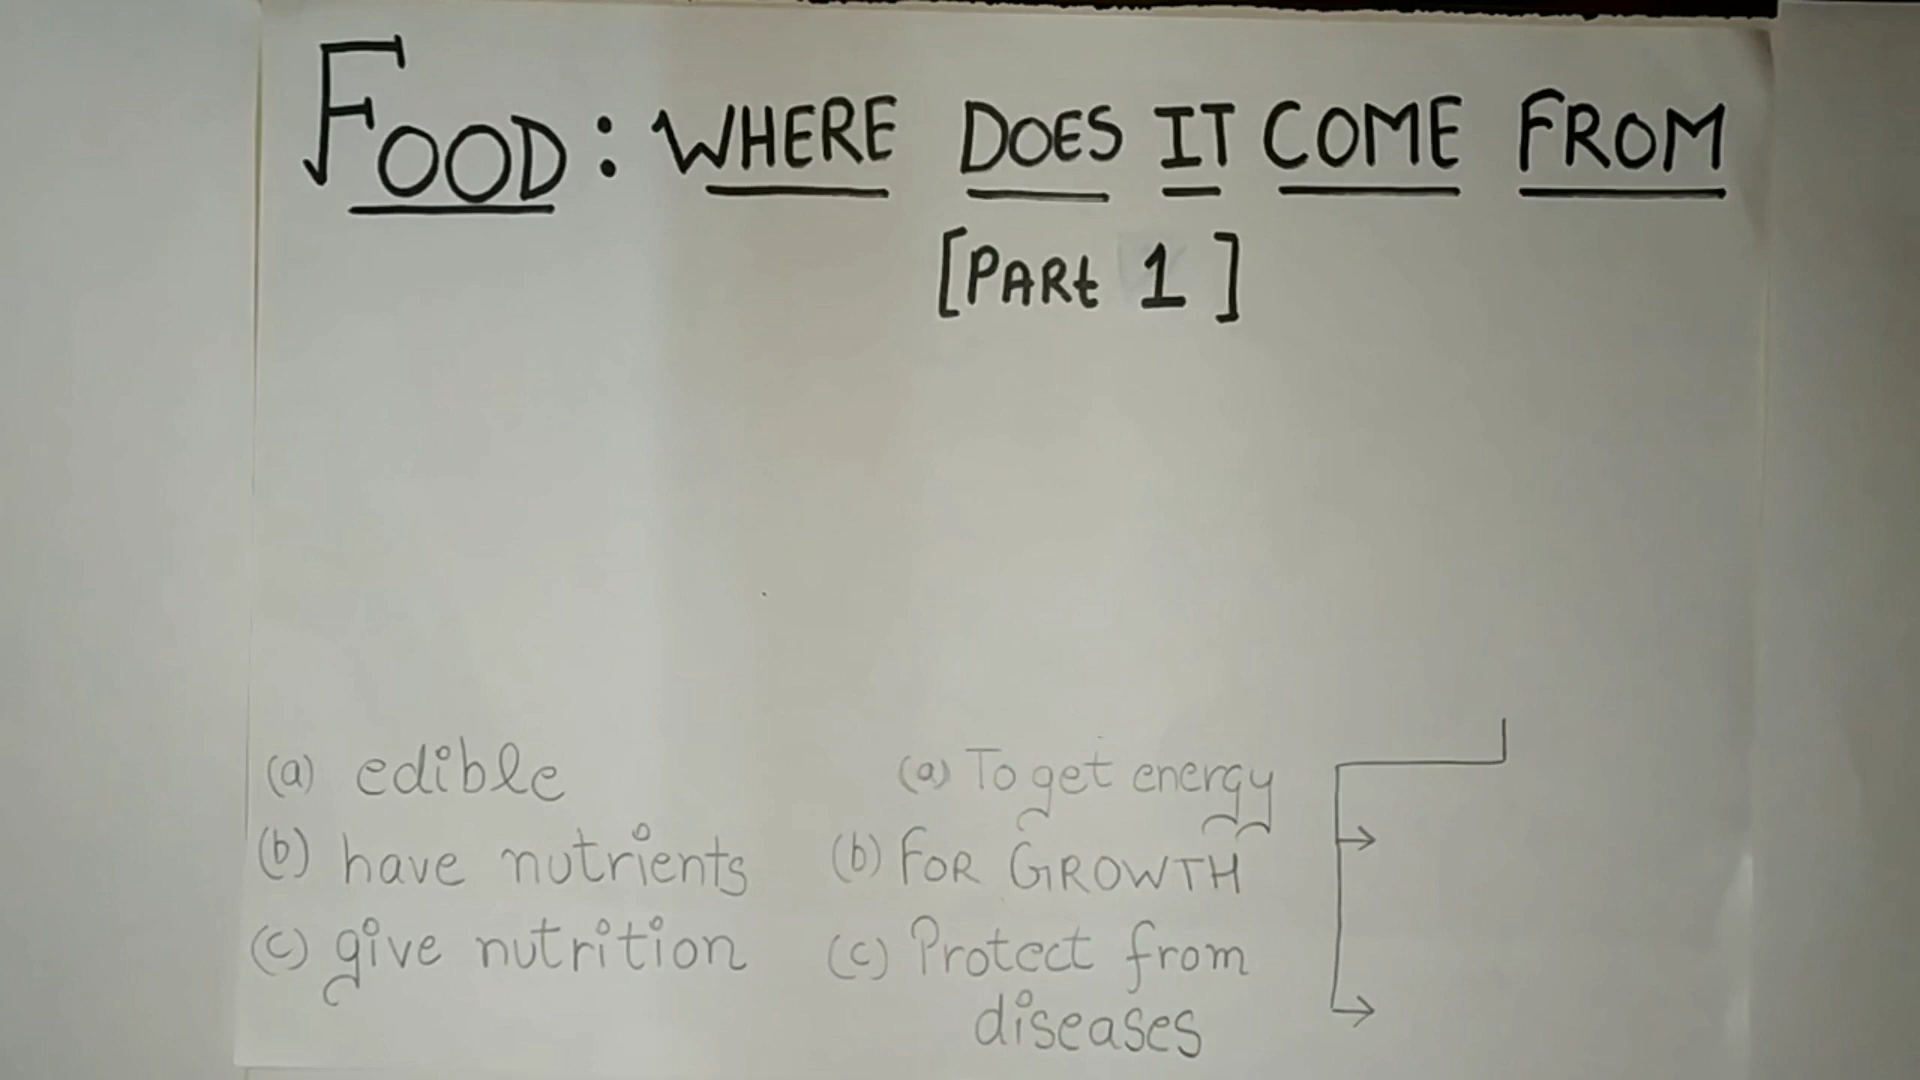 FOOD: WHERE DOES IT COME FROM
[PARt 1]
(a) edible
(b) have nutrients
(c) give nutrition
(a) To get energy
(b) FOR GROWTH
(c) Protect from
diseases